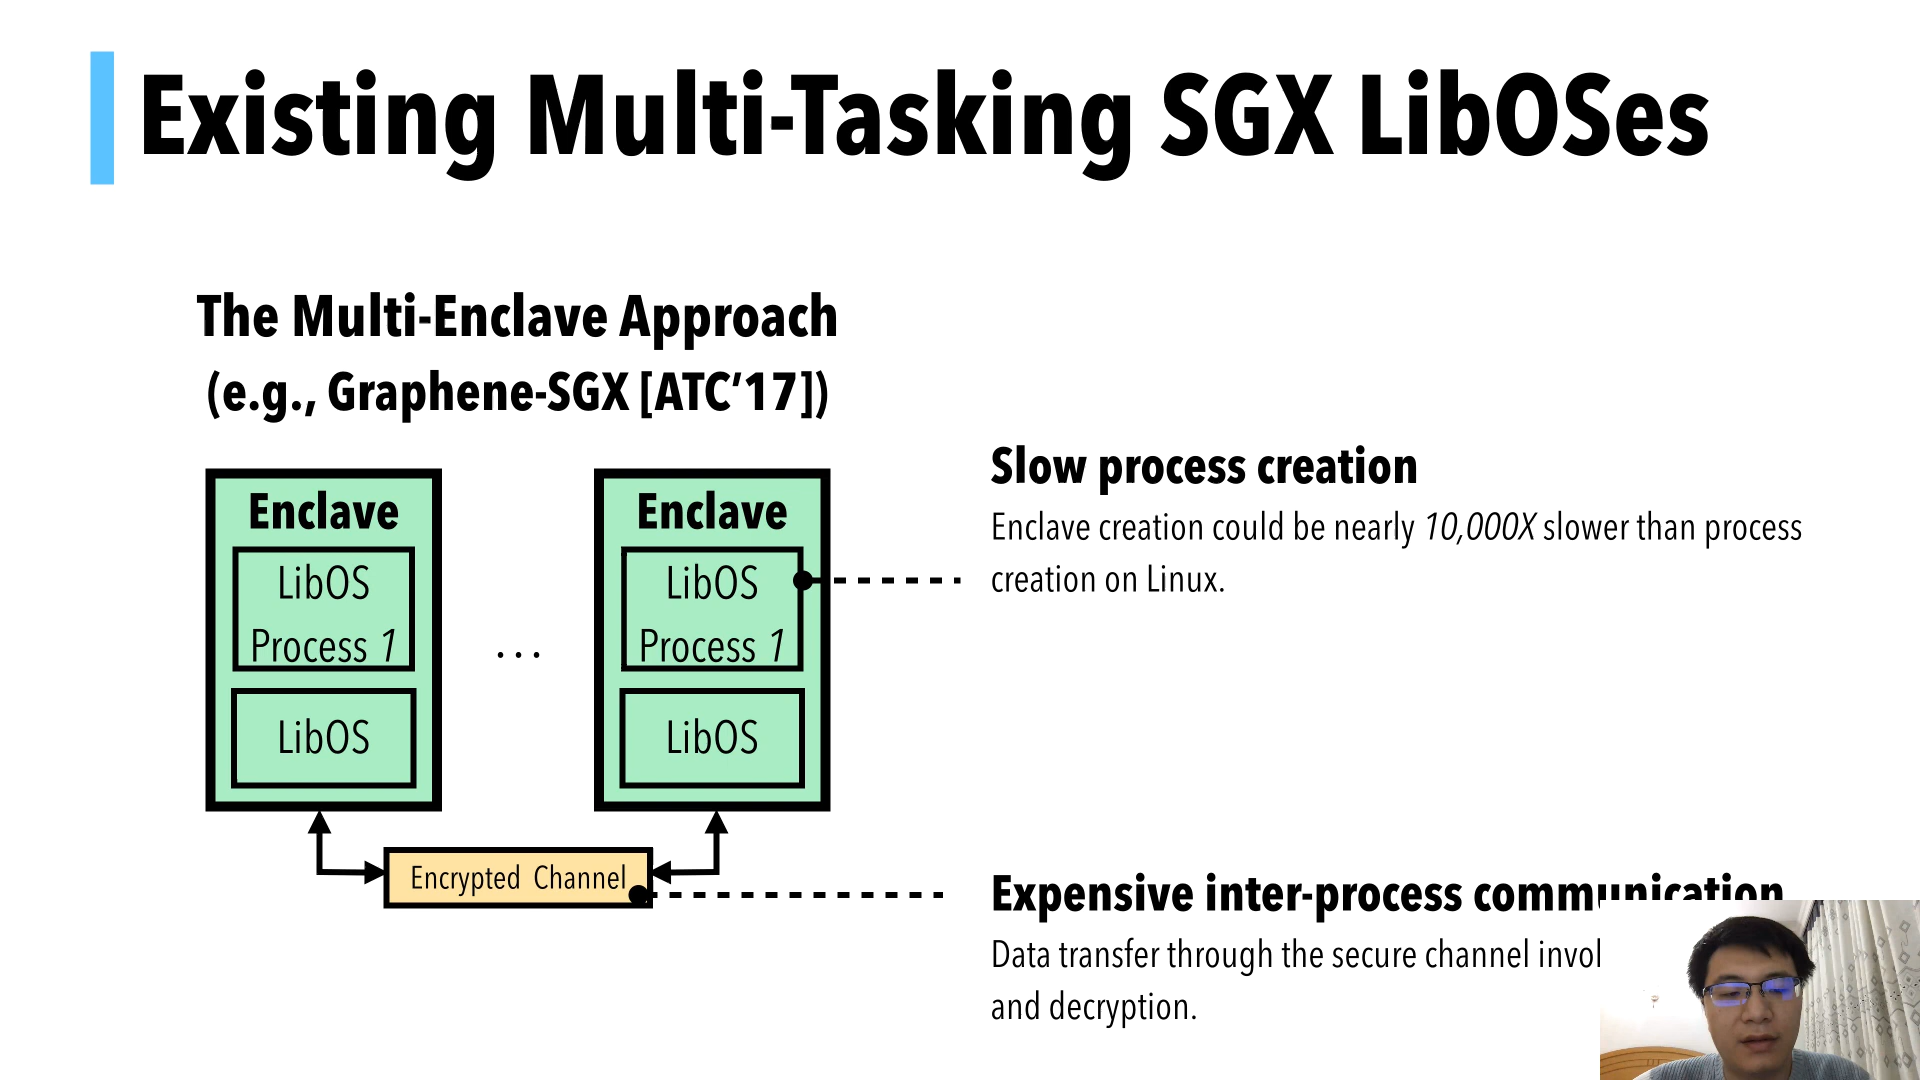 Existing Multi-Tasking SGX LibOSes
The Multi-Enclave Approach
(e.g., Graphene-SGX [ATC’17])
Enclave
LibOS
Process 1
LibOS
...
Enclave
LibOS
Process 1
LibOS
Encrypted Channel
Slow process creation
Enclave creation could be nearly 10,000X slower than process
creation on Linux.
Expensive inter-process communication
Data transfer through the secure channel
and decryption.